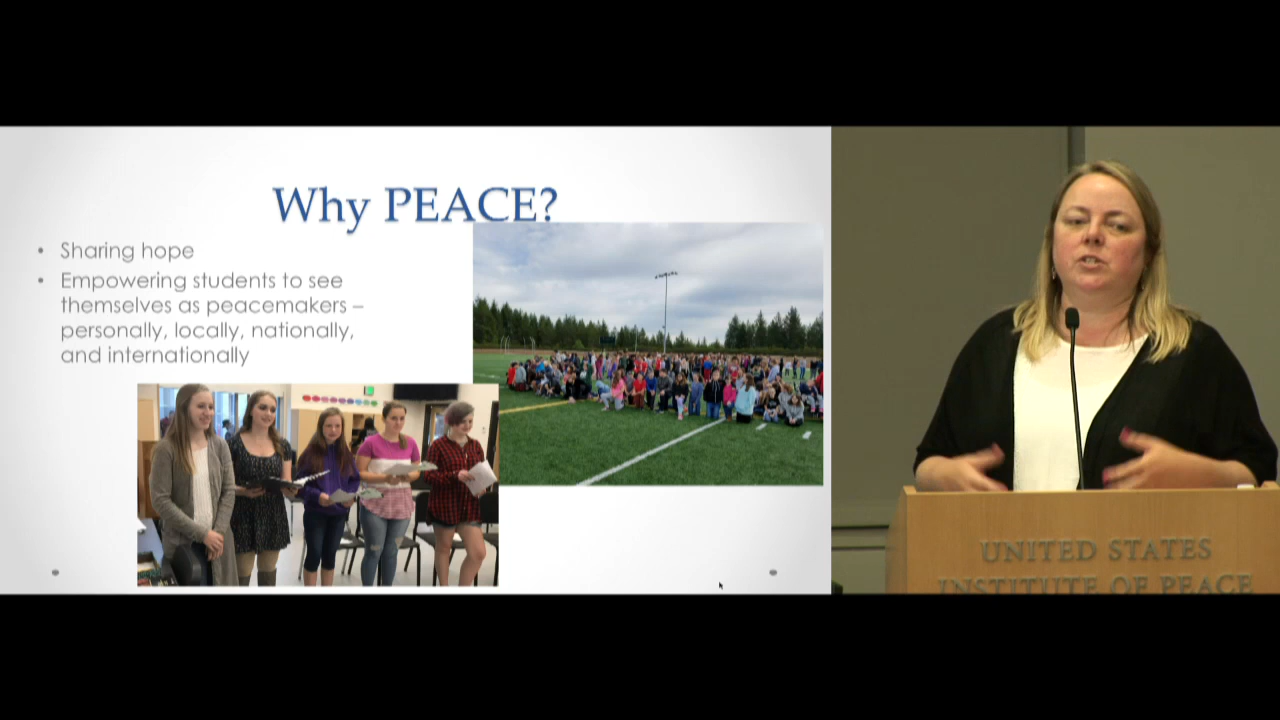 Why PEACE?
• Sharing hope
• Empowering students to see
themselves as peacemakers –
personally, locally, nationally,
and internationally
UNITED STATES
INSTITUTE OF PEACE